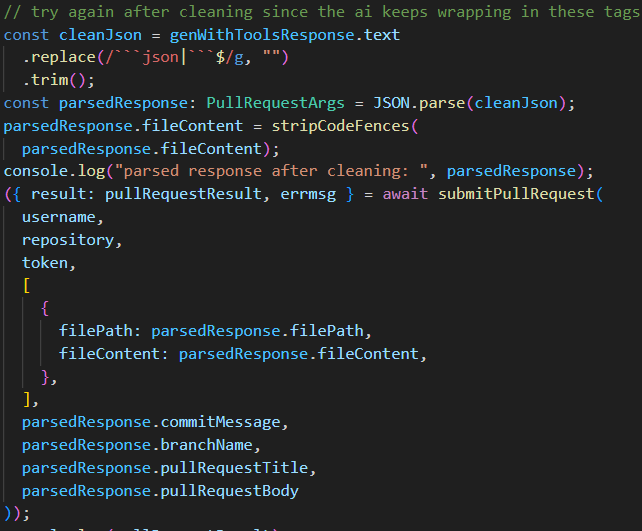 // try again after cleaning since the ai keeps wrapping in these tags
const cleanJson = genWithToolsResponse.text
  .replace(/```json|```$/g, "")
  .trim();
const parsedResponse: PullRequestArgs = JSON.parse(cleanJson);
parsedResponse.fileContent = stripCodeFences(
  parsedResponse.fileContent);
console.log("parsed response after cleaning: ", parsedResponse);
({ result: pullRequestResult, errmsg } = await submitPullRequest(
  username,
  repository,
  token,
  [
    {
      filePath: parsedResponse.filePath,
      fileContent: parsedResponse.fileContent,
    },
  ],
  parsedResponse.commitMessage,
  parsedResponse.branchName,
  parsedResponse.pullRequestTitle,
  parsedResponse.pullRequestBody
));